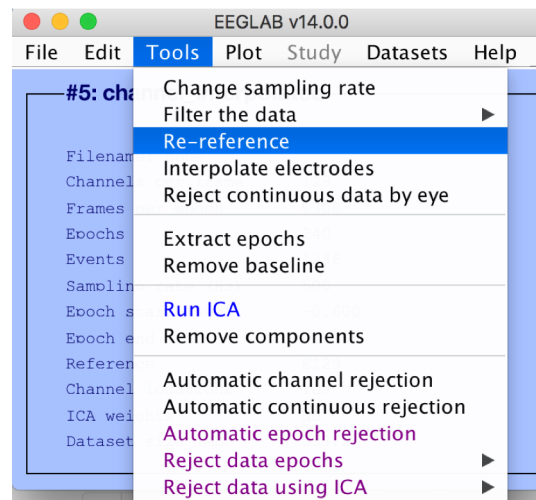 EEGLAB v14.0.0
File Edit Tools Plot Study Datasets Help
#5: cha
Change sampling rate
Filter the data
Re-reference
Interpolate electrodes
Reject continuous data by eye
Extract epochs
Remove baseline
Run ICA
Remove components
Automatic channel rejection
Automatic continuous rejection
Automatic epoch rejection
Reject data epochs
Reject data using ICA
Filenam
Channel
Frames
Epochs
Events
Samplin
Epoch s
Epoch e
Referen
Channel
ICA wei
Dataset